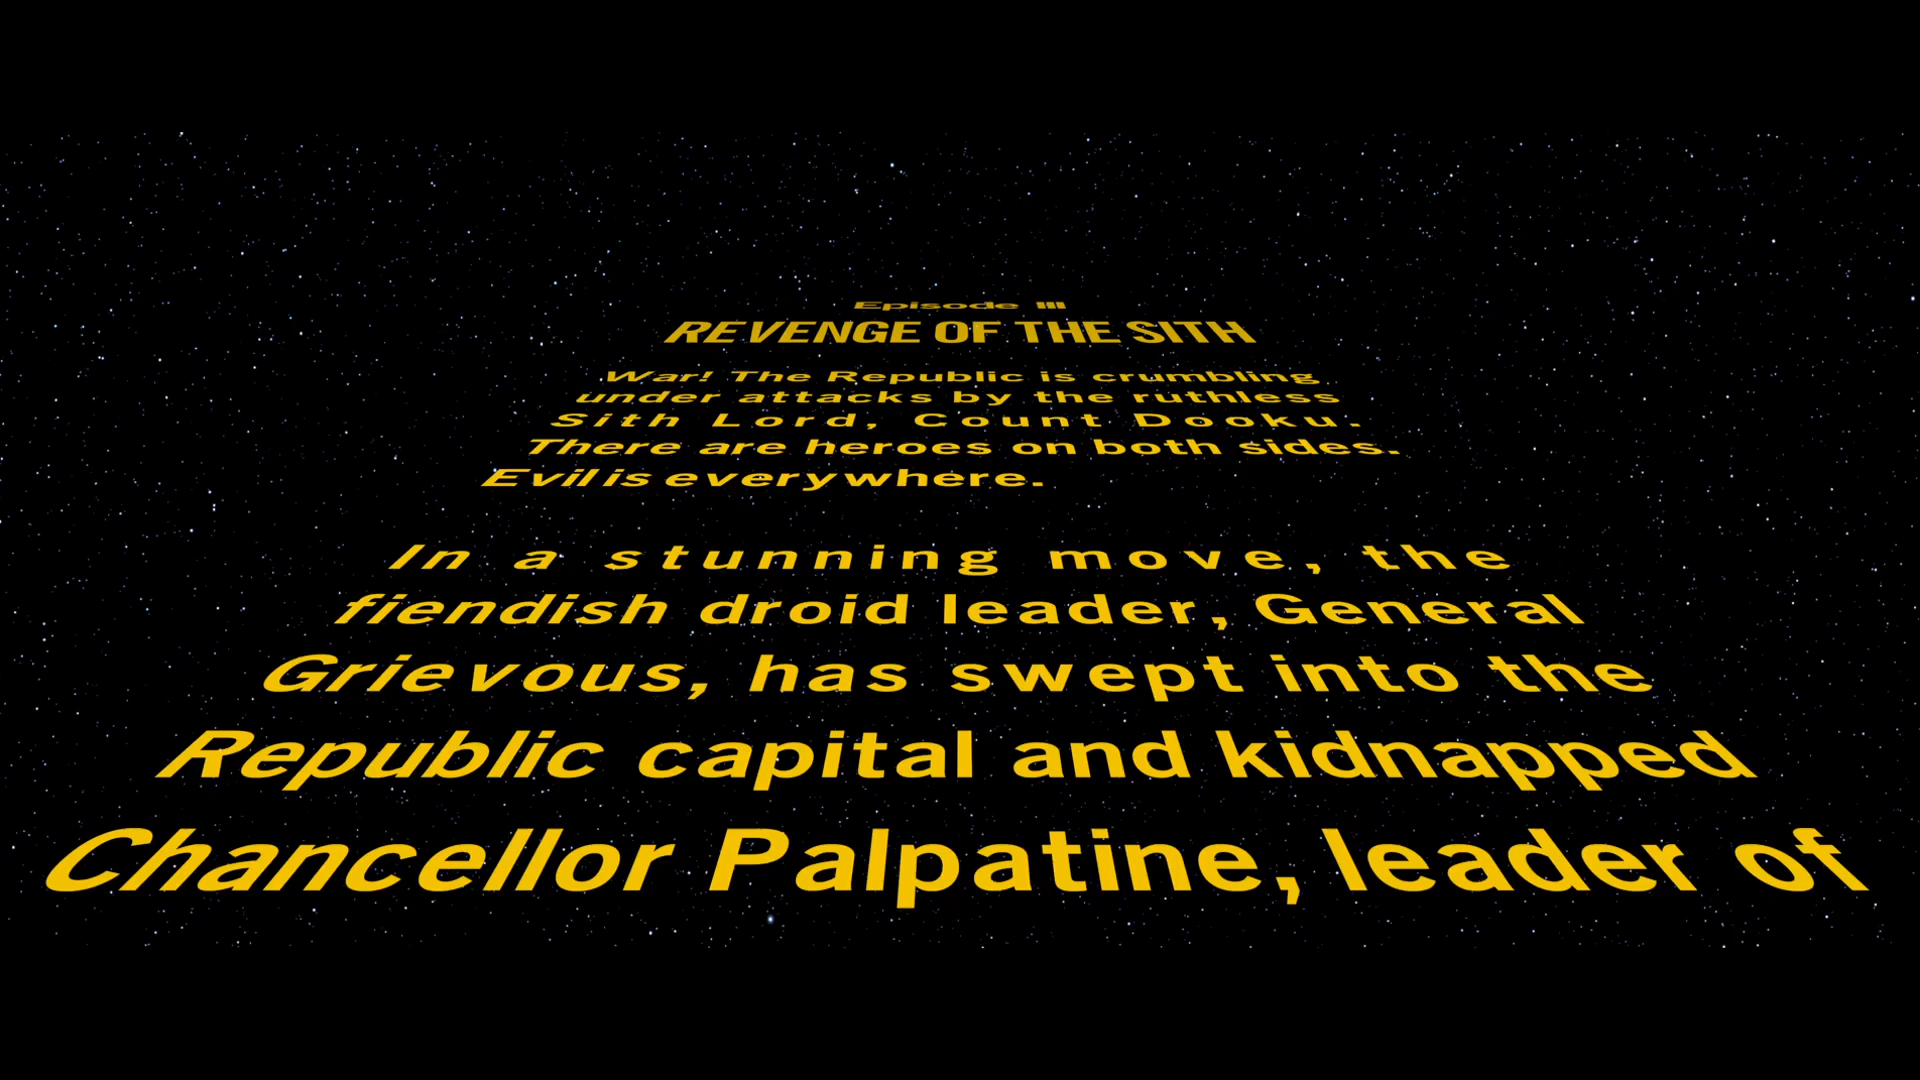 Episode III
REVENGE OF THE SITH
War! The Republic is crumbling
under attacks by the ruthless
Sith Lord, Count Dooku.
There are heroes on both sides.
Evil is everywhere.
In a stunning move, the
fiendish droid leader, General
Grievous, has swept into the
Republic capital and kidnapped
Chancellor Palpatine, leader of